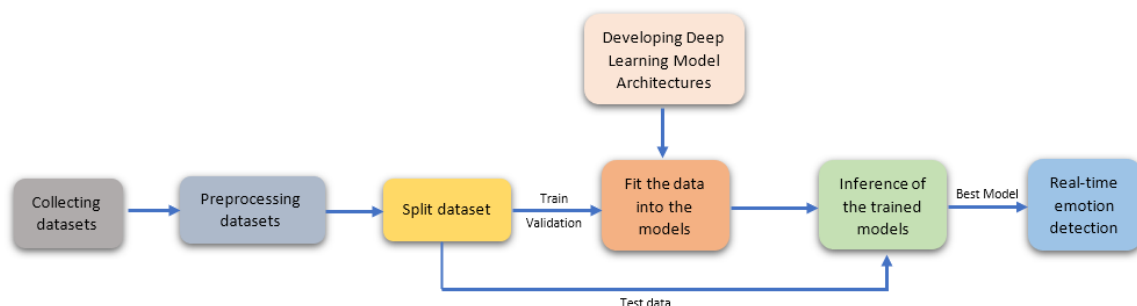 Developing Deep
Learning Model
Architectures
Collecting
datasets
Preprocessing
datasets
Split dataset
Train
Validation
Fit the data
into the
models
Inference of
the trained
models
Best Model
Real-time
emotion
detection
Test data